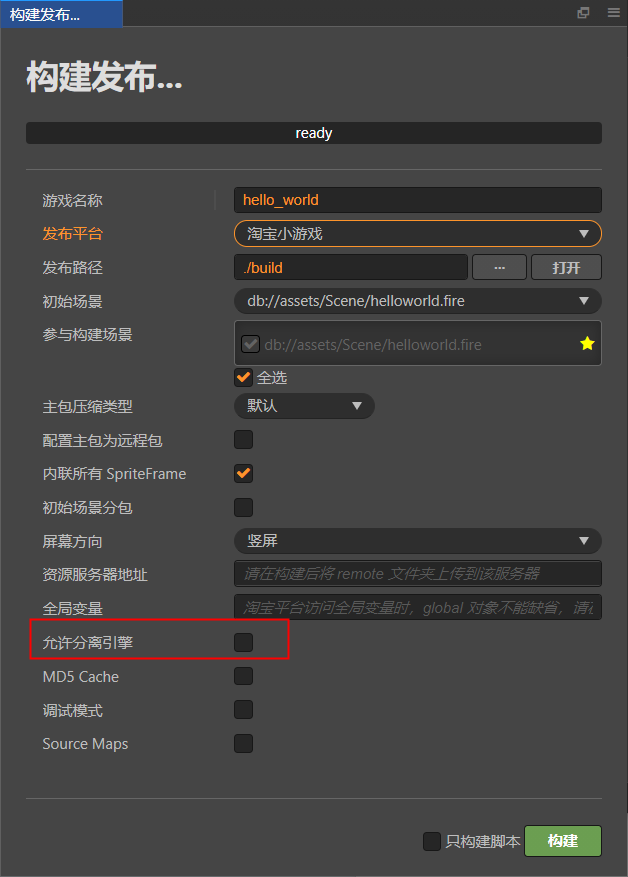 构建发布...
构建发布...
ready
游戏名称 hello_world
发布平台 淘宝小游戏
发布路径 ./build ... 打开
初始场景 db://assets/Scene/helloworld.fire
参与构建场景 db://assets/Scene/helloworld.fire
全选
主包压缩类型 默认
配置主包为远程包
内联所有 SpriteFrame
初始场景分包
屏幕方向 竖屏
资源服务器地址 请在构建后将 remote 文件夹上传到该服务器
全局变量 淘宝平台访问全局变量时，global 对象不能缺省，请在
允许分离引擎
MD5 Cache
调试模式
Source Maps
只构建脚本 构建